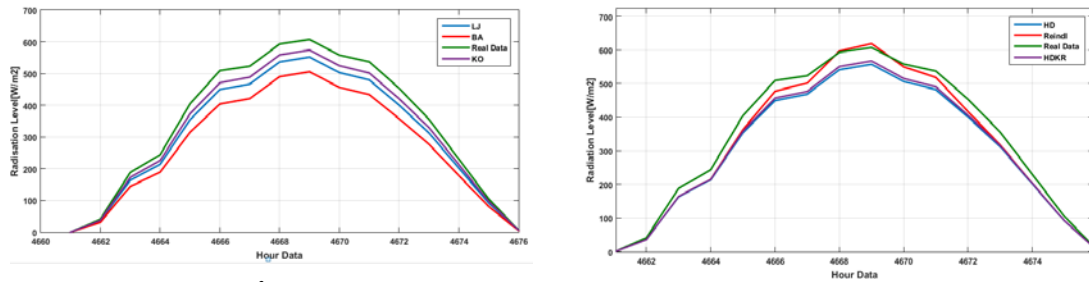 700
600
500
400
300
200
100
0
Radisation Level[W/m2]
LJ
BA
Real Data
KO
4660 4662 4664 4666 4668 4670 4672 4674 4676
Hour Data
700
600
500
400
300
200
100
0
Radiation Level[W/m2]
HD
Reindl
Real Data
HDKR
4662 4664 4666 4668 4670 4672 4674
Hour Data